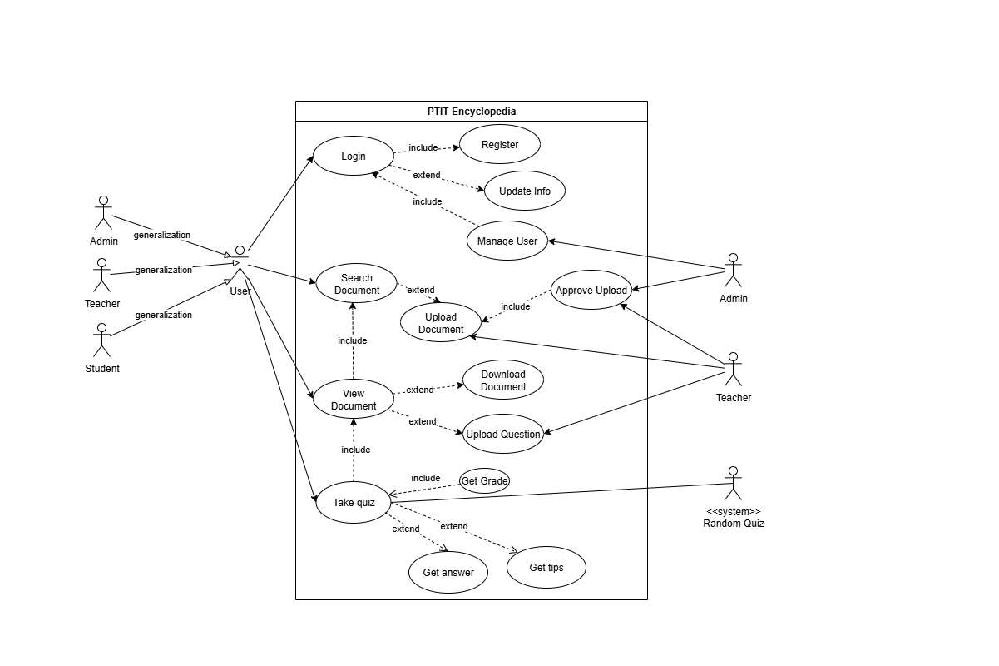 PTIT Encyclopedia
Login
include
Register
extend
Update Info
include
Manage User
Admin
generalization
Teacher
generalization
Student
generalization
User
Admin
Search
Document
extend
Upload
Document
include
Approve Upload
include
Teacher
View
Document
extend
Download
Document
extend
Upload Question
include
Take quiz
include
Get Grade
extend
extend
Get answer
Get tips
<<system>>
Random Quiz